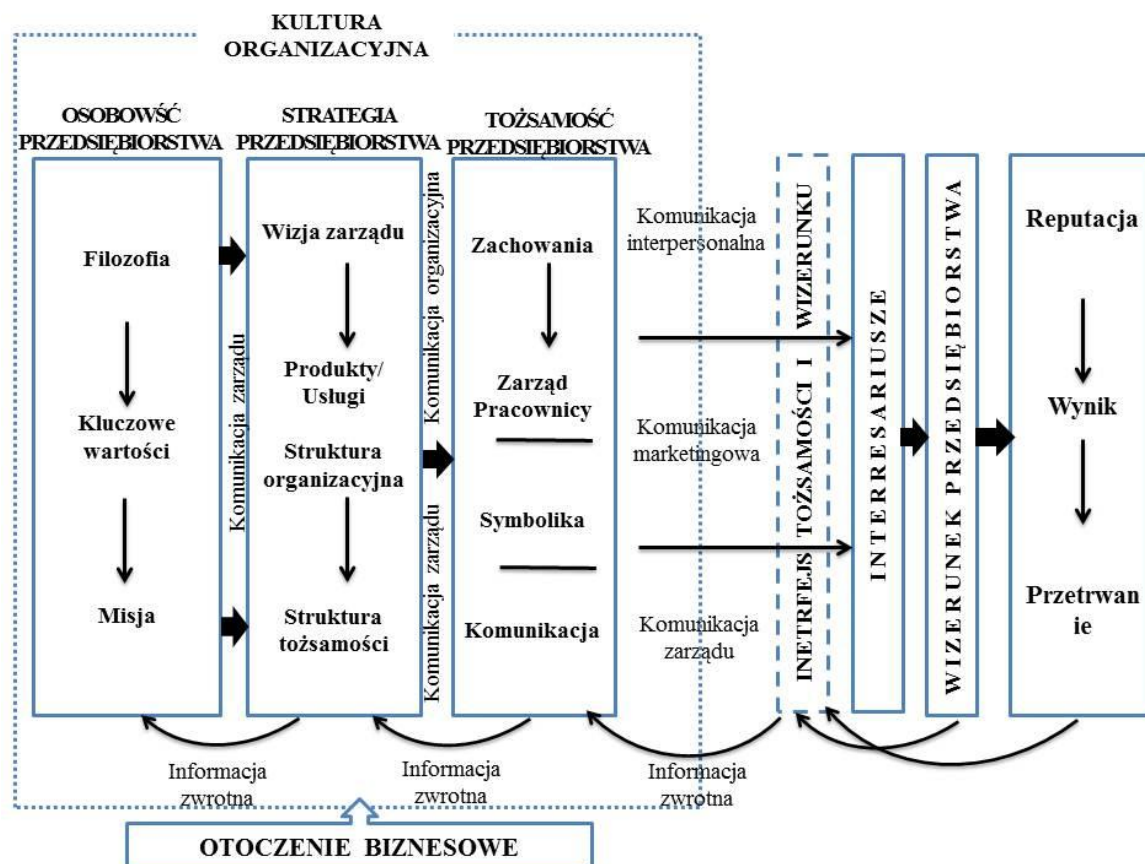 KULTURA
ORGANIZACYJNA
OSOBOWŚĆ
PRZEDSIĘBIORSTWA
STRATEGIA
PRZEDSIĘBIORSTWA
TOŻSAMOŚĆ
PRZEDSIĘBIORSTWA
Filozofia
Kluczowe
wartości
Misja
Komunikacja zarządu
Wizja zarządu
Produkty/
Usługi
Struktura
organizacyjna
Struktura
tożsamości
Komunikacja organizacyjna
Komunikacja zarządu
Zachowania
Zarząd
Pracownicy
Symbolika
Komunikacja
Komunikacja
interpersonalna
Komunikacja
marketingowa
Komunikacja
zarządu
INETRFEJS TOŻSAMOŚCI I WIZERUNKU
INTERRESARIUSZE
WIZERUNEK PRZEDSIĘBIORSTWA
Reputacja
Wynik
Przetrwan
ie
Informacja
zwrotna
Informacja
zwrotna
Informacja
zwrotna
OTOCZENIE BIZNESOWE